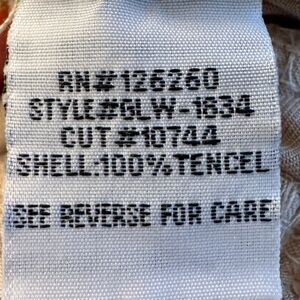 RN#126260
STYLE#GLW-1834
CUT#10744
SHELL:100%TENCEL
SEE REVERSE FOR CARE